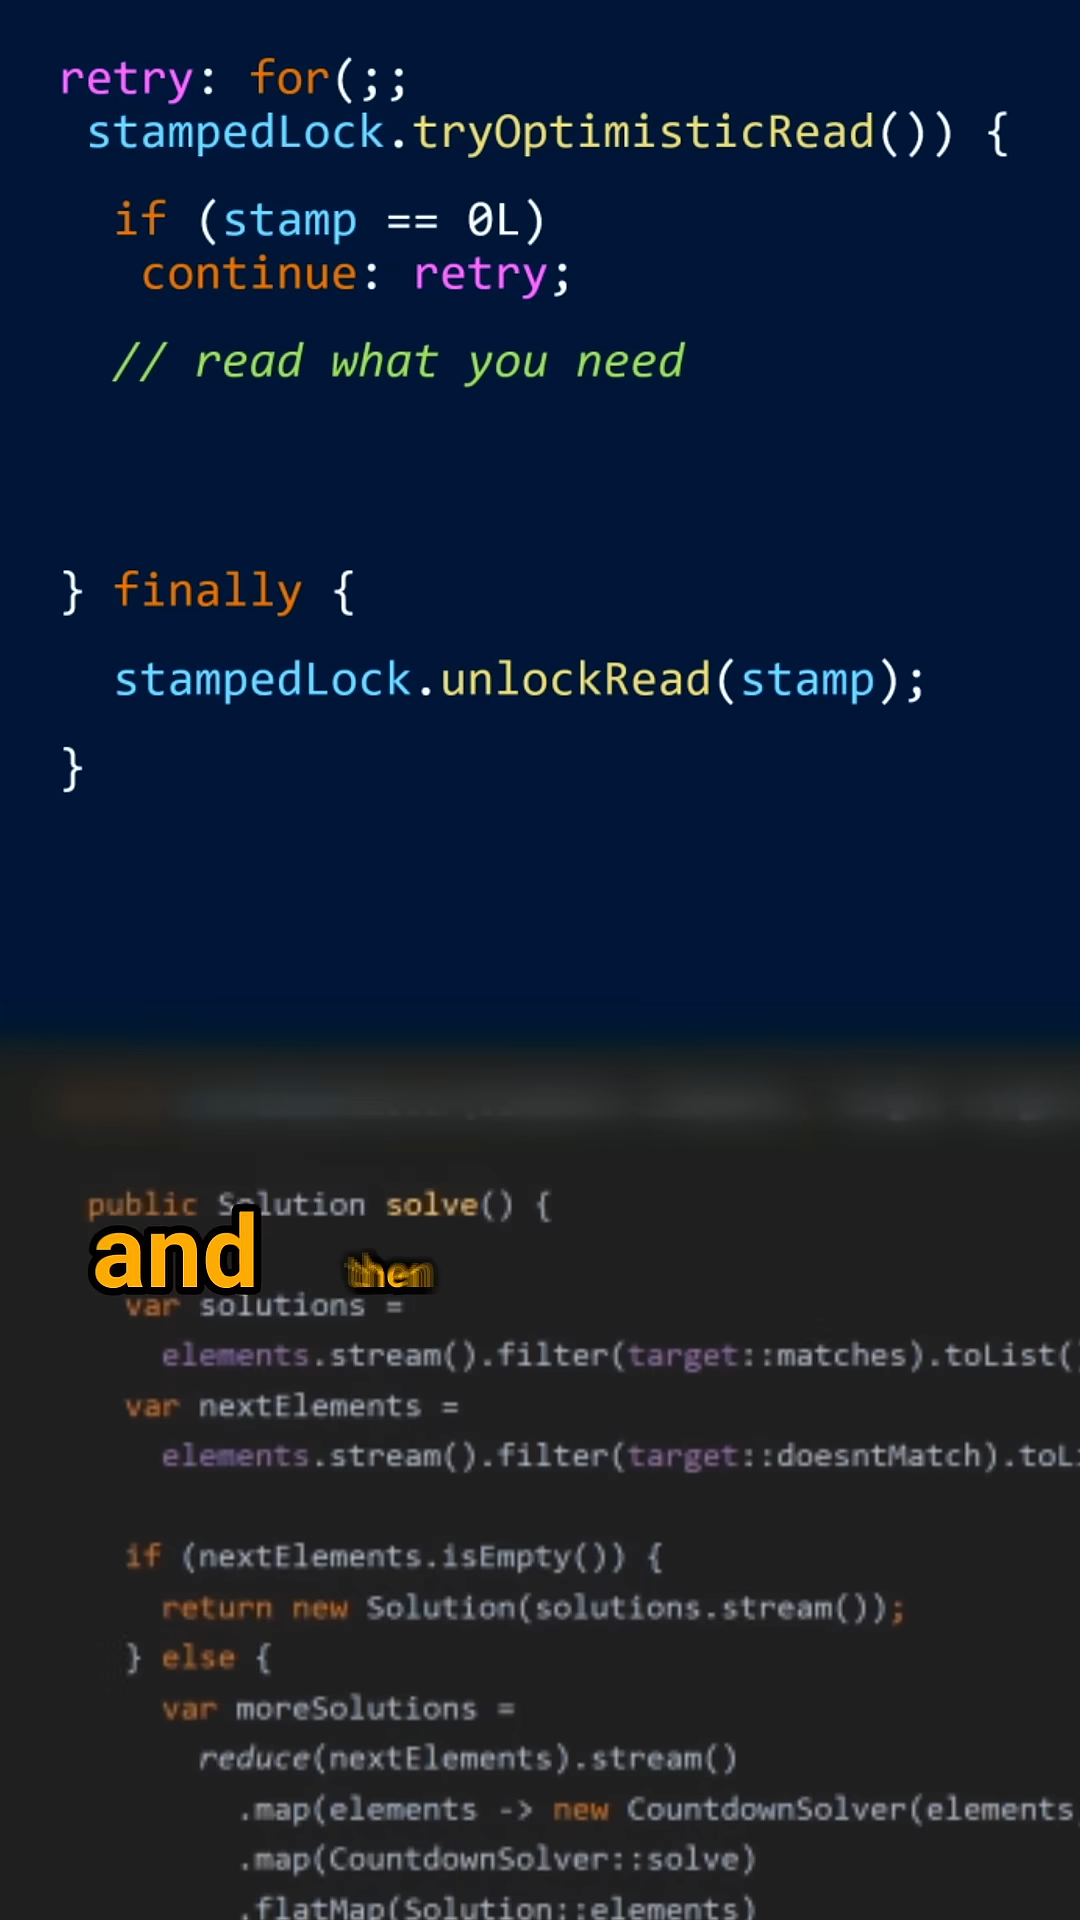 retry: for(;;
stampedLock.tryOptimisticRead()) {
if (stamp == 0L)
continue: retry;
// read what you need
} finally {
stampedLock.unlockRead(stamp);
}
public Solution solve() {
and then
var solutions =
elements.stream().filter(target::matches).toList()
var nextElements =
elements.stream().filter(target::doesntMatch).toLi
if (nextElements.isEmpty()) {
return new Solution(solutions.stream());
} else {
var moreSolutions =
reduce(nextElements).stream()
.map(elements -> new CountdownSolver(elements
.map(CountdownSolver::solve)
.flatMap(Solution::elements)